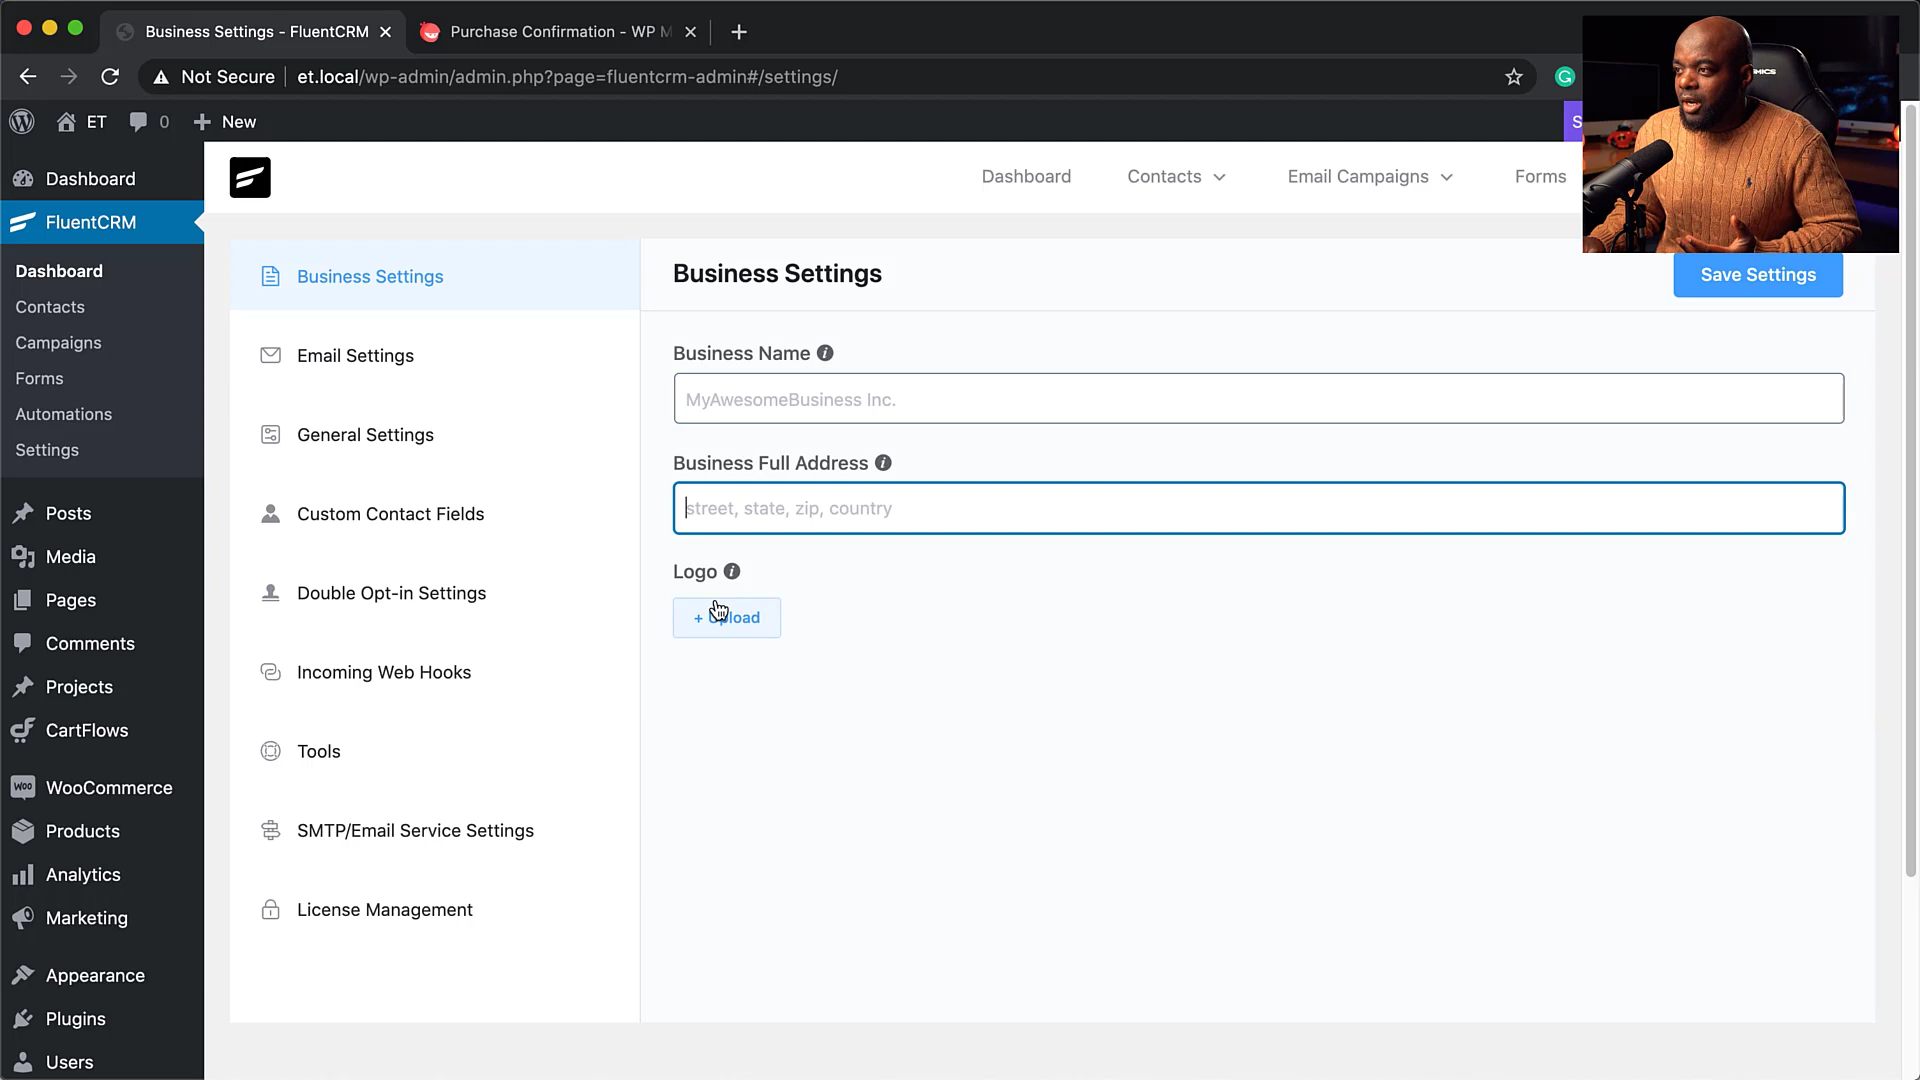 Business Settings - FluentCRM
Purchase Confirmation - WP M
Not Secure
et.local/wp-admin/admin.php?page=fluentcrm-admin#/settings/
ET
0
New
S
Dashboard
FluentCRM
Dashboard
Contacts
Campaigns
Forms
Automations
Settings
Posts
Media
Pages
Comments
Projects
CartFlows
WooCommerce
Products
Analytics
Marketing
Appearance
Plugins
Users
Dashboard
Contacts
Email Campaigns
Forms
Business Settings
Email Settings
General Settings
Custom Contact Fields
Double Opt-in Settings
Incoming Web Hooks
Tools
SMTP/Email Service Settings
License Management
Business Settings
Save Settings
Business Name
MyAwesomeBusiness Inc.
Business Full Address
street, state, zip, country
Logo
+ Upload